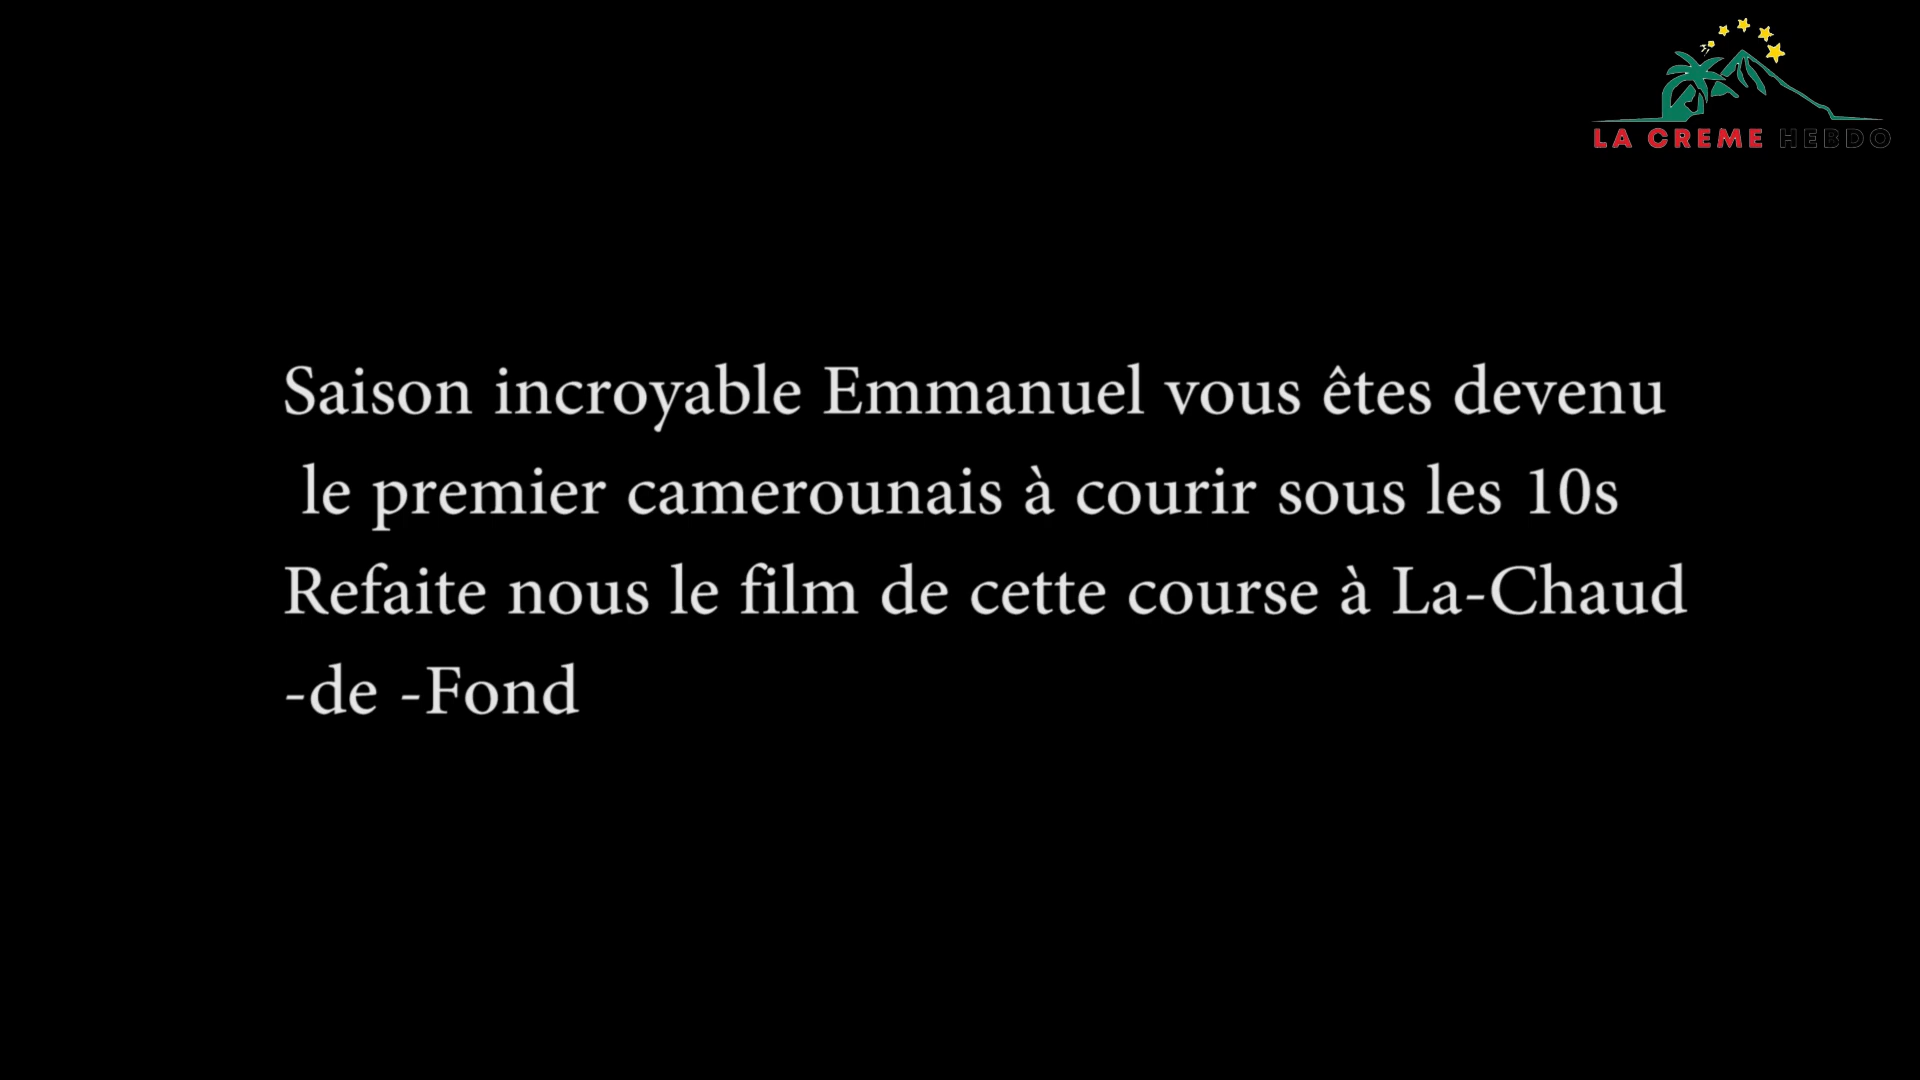 LA CREME HEBDO
Saison incroyable Emmanuel vous êtes devenu
le premier camerounais à courir sous les 10s
Refaite nous le film de cette course à La-Chaud
-de -Fond